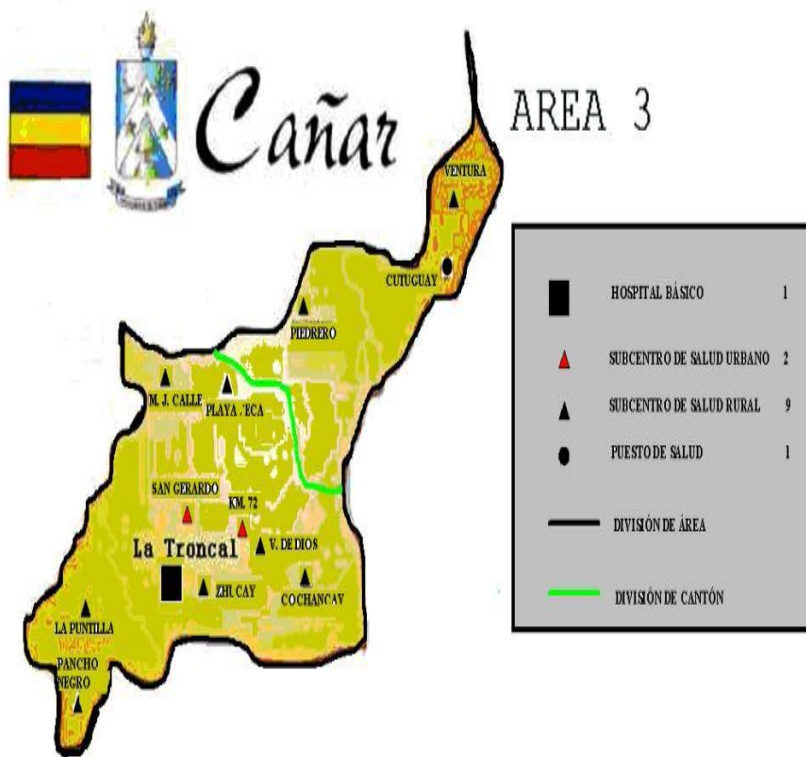 Cañar
AREA 3
VENTURA
CUTUGUAY
PIEDRERO
M. J. CALLE
PLAYA
SAN GERARDO
KM. 72
La Troncal
V. DE DIOS
ZHUCAY
COCHANCAY
LA PUNTILLA
PANCHO
NEGRO
HOSPITAL BÁSICO 1
SUBCENTRO DE SALUD URBANO 2
SUBCENTRO DE SALUD RURAL 9
PUESTO DE SALUD 1
DIVISIÓN DE ÁREA
DIVISIÓN DE CANTÓN